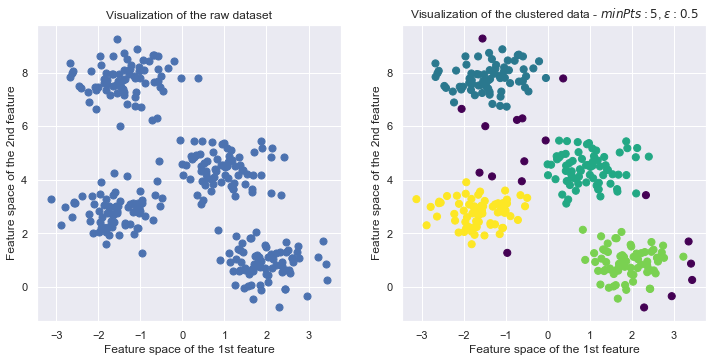 Visualization of the raw dataset
8
6
4
2
0
−3 −2 −1 0 1 2 3
Feature space of the 1st feature
Feature space of the 2nd feature
Visualization of the clustered data - minPts : 5, ε : 0.5
8
6
4
2
0
−3 −2 −1 0 1 2 3
Feature space of the 1st feature
Feature space of the 2nd feature